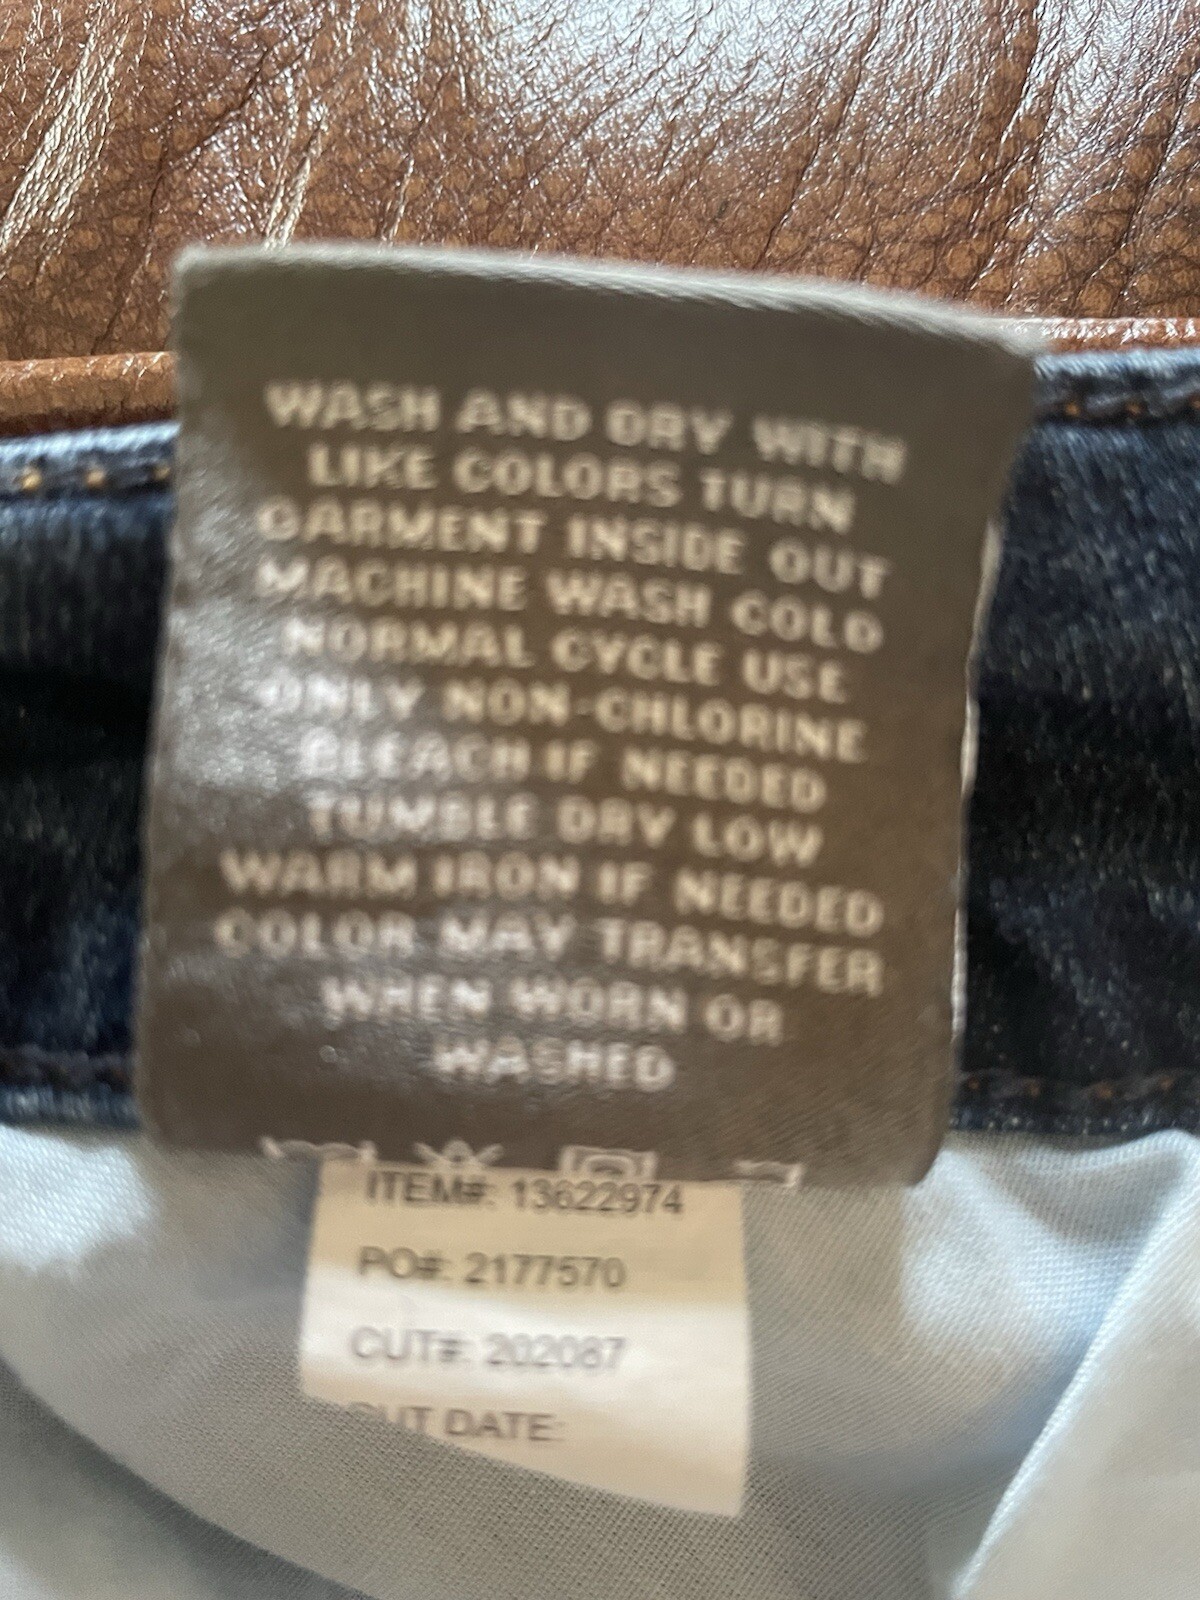 WASH AND DRY WITH
LIKE COLORS TURN
GARMENT INSIDE OUT
MACHINE WASH COLD
NORMAL CYCLE USE
ONLY NON-CHLORINE
BLEACH IF NEEDED
TUMBLE DRY LOW
WARM IRON IF NEEDED
COLOR MAY TRANSFER
WHEN WORN OR
WASHED
ITEM#: 13622974
PO#: 2177570
CUT#: 202087
CUT DATE: